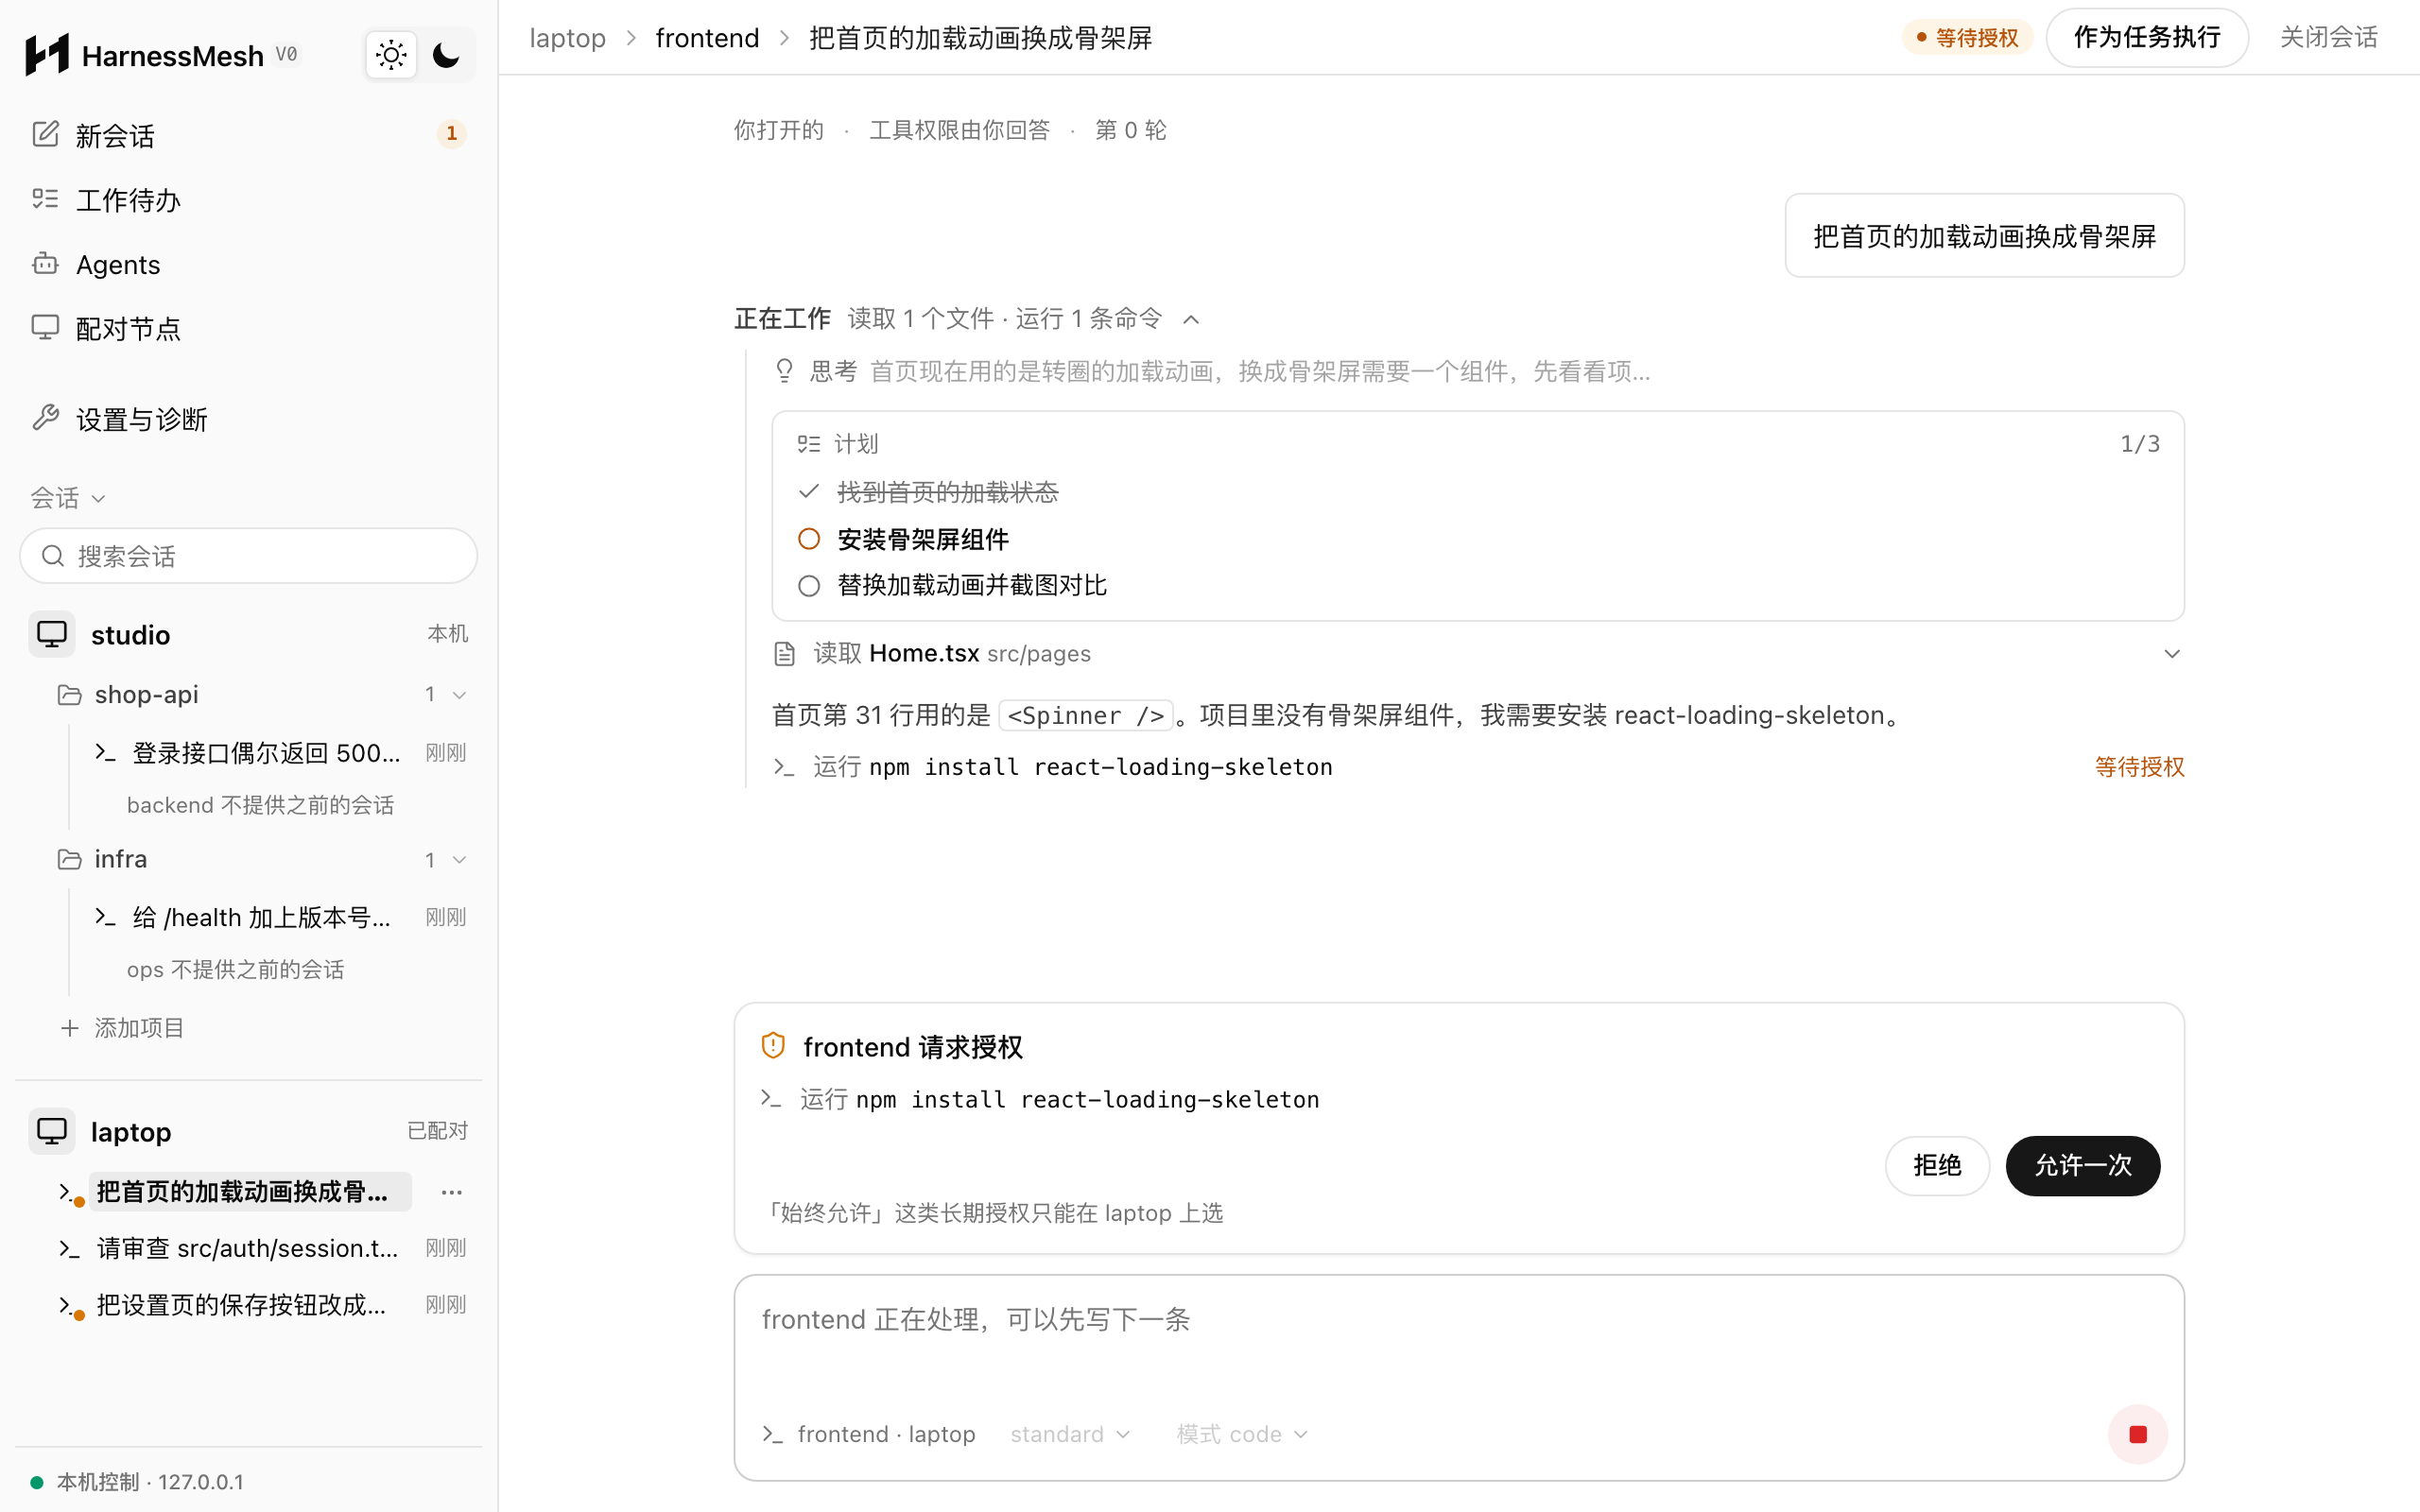 HarnessMesh V0
新会话 1
工作待办
Agents
配对节点
设置与诊断
会话
搜索会话
studio 本机
shop-api 1
登录接口偶尔返回 500... 刚刚
backend 不提供之前的会话
infra 1
给 /health 加上版本号... 刚刚
ops 不提供之前的会话
添加项目
laptop 已配对
把首页的加载动画换成骨...
请审查 src/auth/session.t... 刚刚
把设置页的保存按钮改成... 刚刚
本机控制 · 127.0.0.1
laptop > frontend > 把首页的加载动画换成骨架屏
等待授权 作为任务执行 关闭会话
你打开的 · 工具权限由你回答 · 第 0 轮
把首页的加载动画换成骨架屏
正在工作 读取 1 个文件 · 运行 1 条命令
思考 首页现在用的是转圈的加载动画，换成骨架屏需要一个组件，先看看项...
计划 1/3
找到首页的加载状态
安装骨架屏组件
替换加载动画并截图对比
读取 Home.tsx src/pages
首页第 31 行用的是 <Spinner />。项目里没有骨架屏组件，我需要安装 react-loading-skeleton。
运行 npm install react-loading-skeleton 等待授权
frontend 请求授权
运行 npm install react-loading-skeleton
拒绝 允许一次
「始终允许」这类长期授权只能在 laptop 上选
frontend 正在处理，可以先写下一条
frontend · laptop standard 模式 code